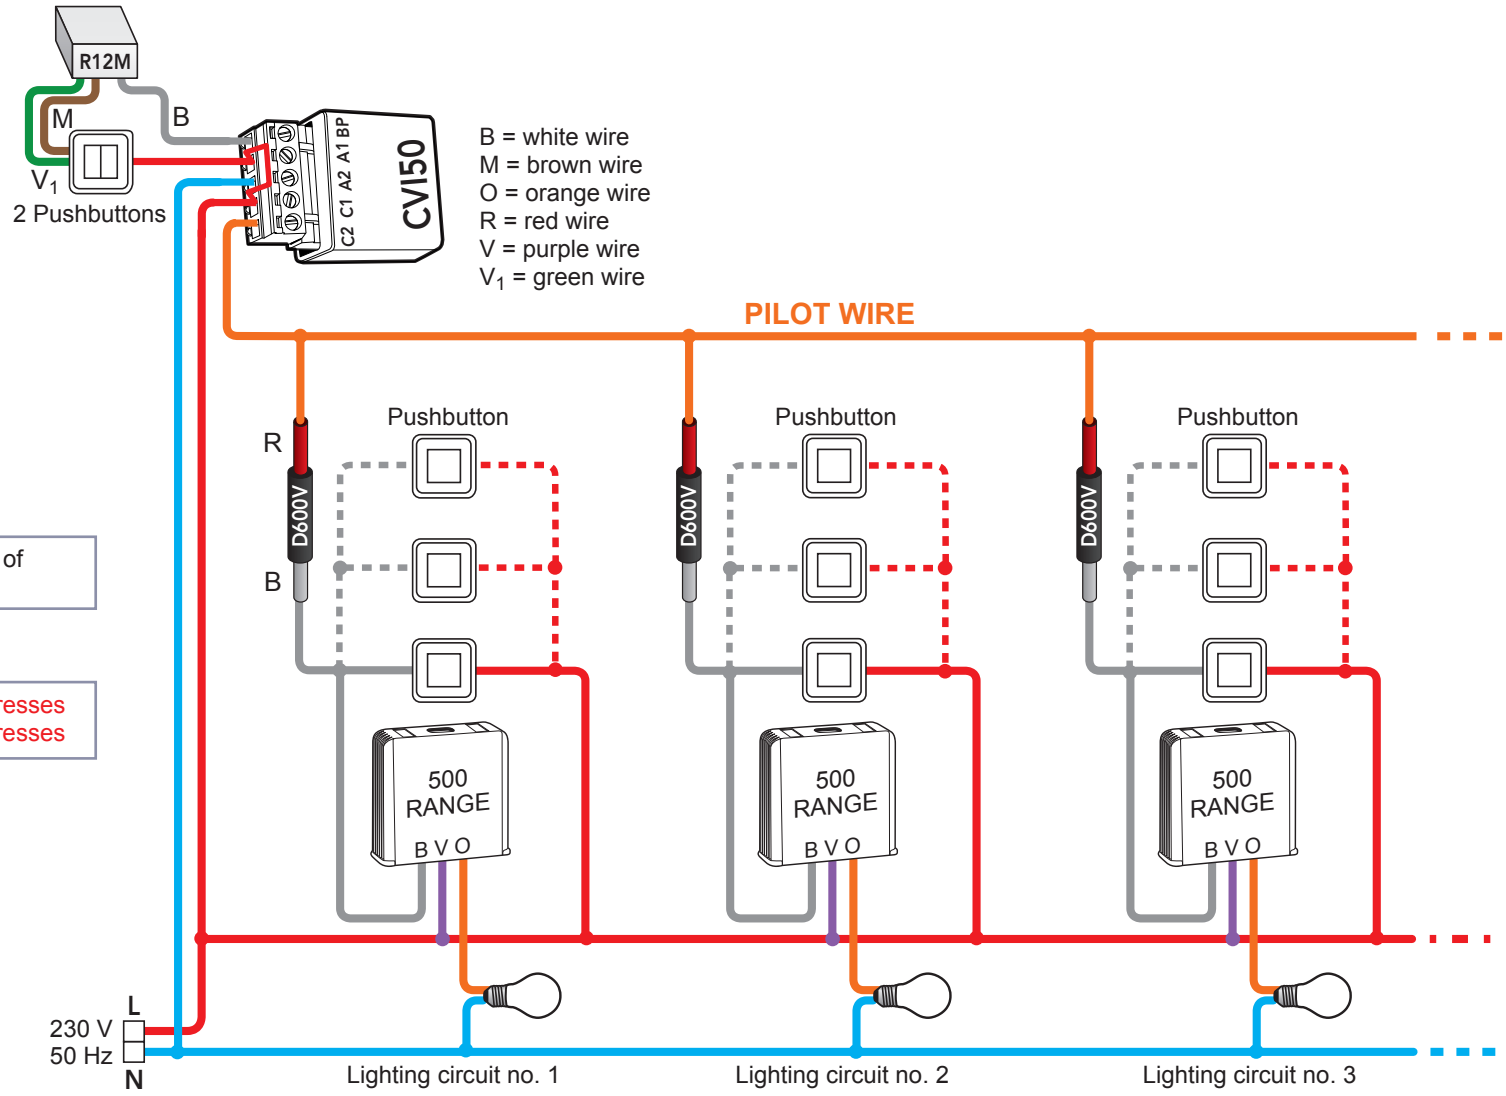 R12M
M
B
V1
2 Pushbuttons
C2 C1 A2 A1 BP
CVI50
B = white wire
M = brown wire
O = orange wire
R = red wire
V = purple wire
V1 = green wire
PILOT WIRE
Pushbutton
Pushbutton
Pushbutton
R
D600V
D600V
D600V
B
of
resses
resses
500
RANGE
B V O
500
RANGE
B V O
500
RANGE
B V O
L
230 V
50 Hz
N
Lighting circuit no. 1
Lighting circuit no. 2
Lighting circuit no. 3